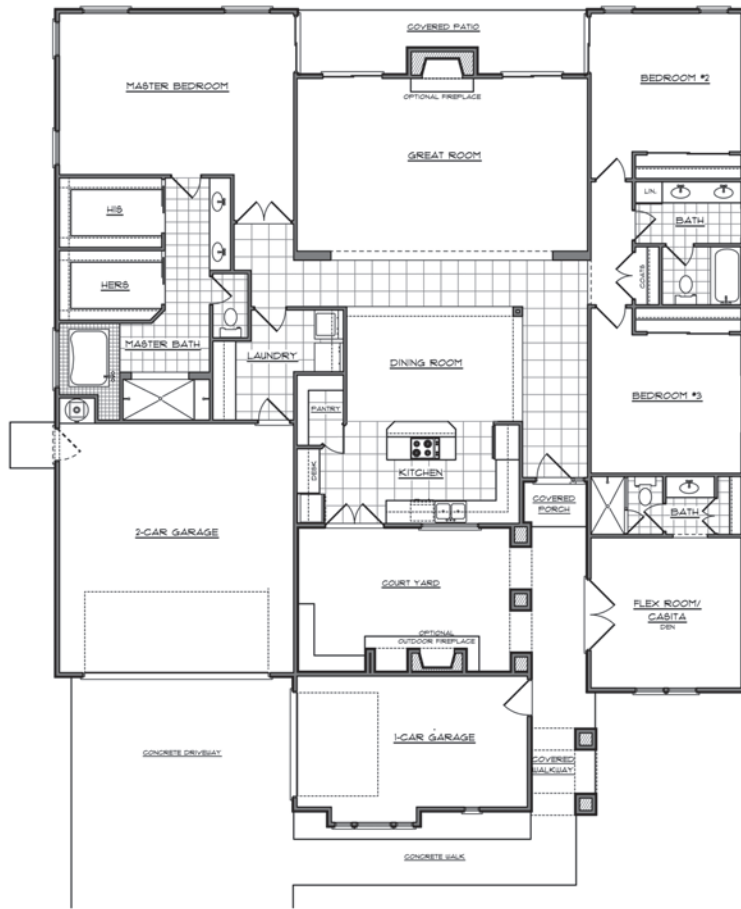 COVERED PATIO
MASTER BEDROOM
BEDROOM #2
OPTIONAL FIREPLACE
GREAT ROOM
HIS
LIN.
BATH
HERS
COATS
MASTER BATH
LAUNDRY
DINING ROOM
BEDROOM #3
PANTRY
DESK
KITCHEN
COVERED
PORCH
BATH
2-CAR GARAGE
COURT YARD
FLEX ROOM/
CASITA
DEN
OPTIONAL
OUTDOOR FIREPLACE
1-CAR GARAGE
CONCRETE DRIVEWAY
COVERED
WALKWAY
CONCRETE WALK